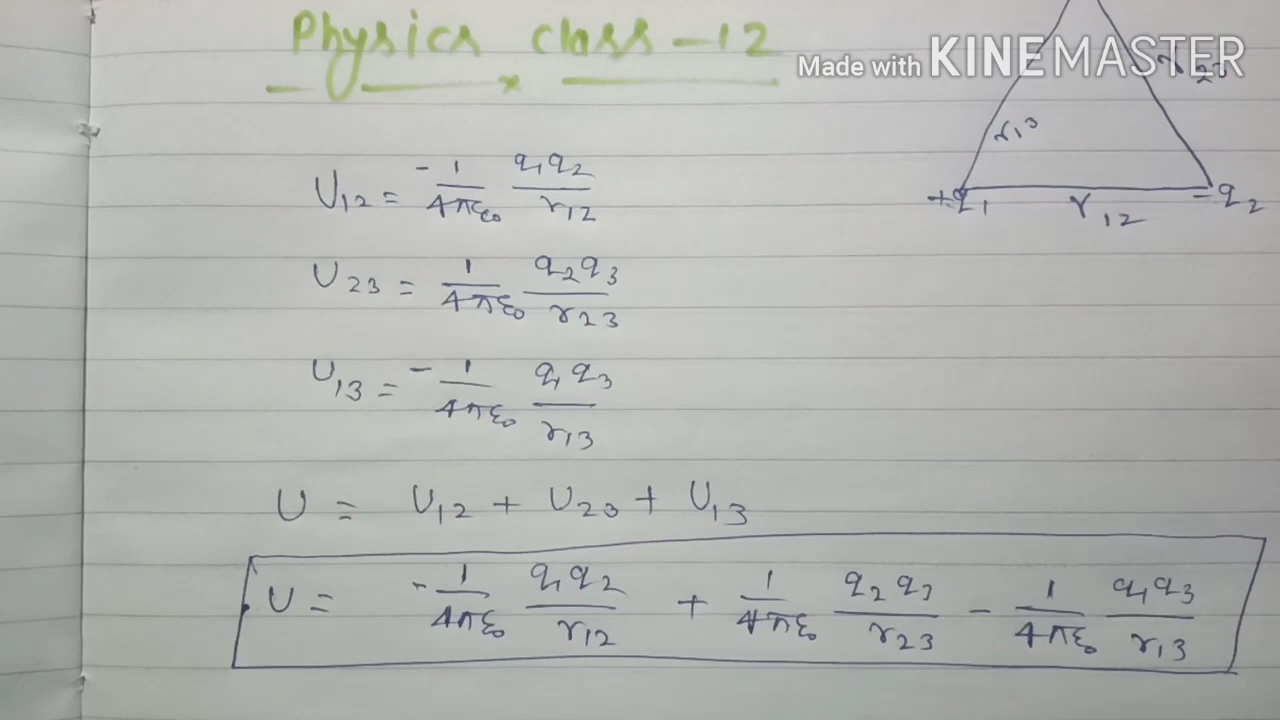 Physics class - 12
Made with KINEMASTER
r23
r13
+q1 r12 -q2
U12 = -1/4πε0 q1q2/r12
U23 = 1/4πε0 q2q3/r23
U13 = -1/4πε0 q1q3/r13
U = U12 + U23 + U13
U = -1/4πε0 q1q2/r12 + 1/4πε0 q2q3/r23 - 1/4πε0 q1q3/r13